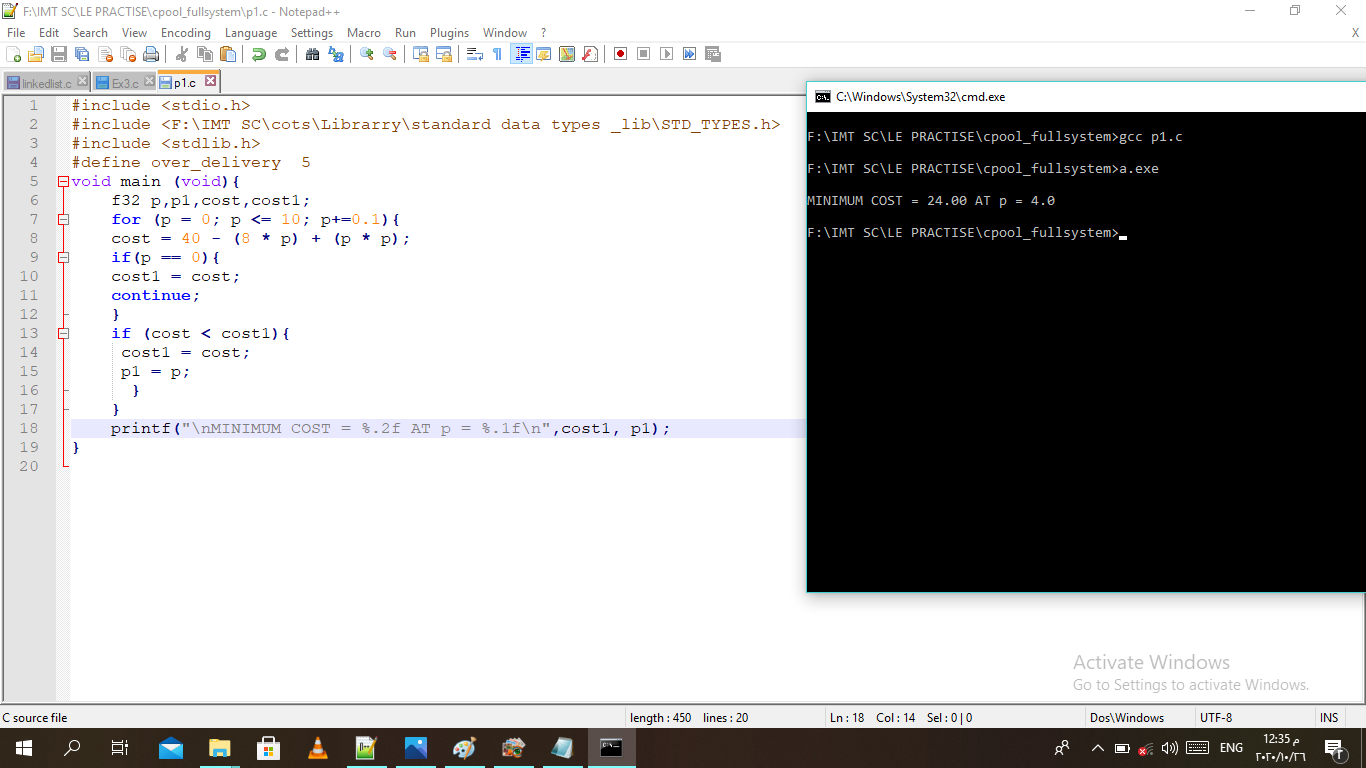 F:\IMT SC\LE PRACTISE\cpool_fullsystem\p1.c - Notepad++
File Edit Search View Encoding Language Settings Macro Run Plugins Window ? X
linkedlist.c Ex3.c p1.c
1 #include <stdio.h>
2 #include <F:\IMT SC\cots\Librarry\standard data types _lib\STD_TYPES.h>
3 #include <stdlib.h>
4 #define over_delivery 5
5 void main (void){
6 f32 p,p1,cost,cost1;
7 for (p = 0; p <= 10; p+=0.1){
8 cost = 40 - (8 * p) + (p * p);
9 if(p == 0){
10 cost1 = cost;
11 continue;
12 }
13 if (cost < cost1){
14 cost1 = cost;
15 p1 = p;
16 }
17 }
18 printf("\nMINIMUM COST = %.2f AT p = %.1f\n",cost1, p1);
19 }
20
C:\Windows\System32\cmd.exe
F:\IMT SC\LE PRACTISE\cpool_fullsystem>gcc p1.c
F:\IMT SC\LE PRACTISE\cpool_fullsystem>a.exe
MINIMUM COST = 24.00 AT p = 4.0
F:\IMT SC\LE PRACTISE\cpool_fullsystem>
Activate Windows
Go to Settings to activate Windows.
C source file length : 450 lines : 20 Ln : 18 Col : 14 Sel : 0 | 0 Dos\Windows UTF-8 INS
ENG 12:35 م
٢٠٢٠/١٠/٢٦